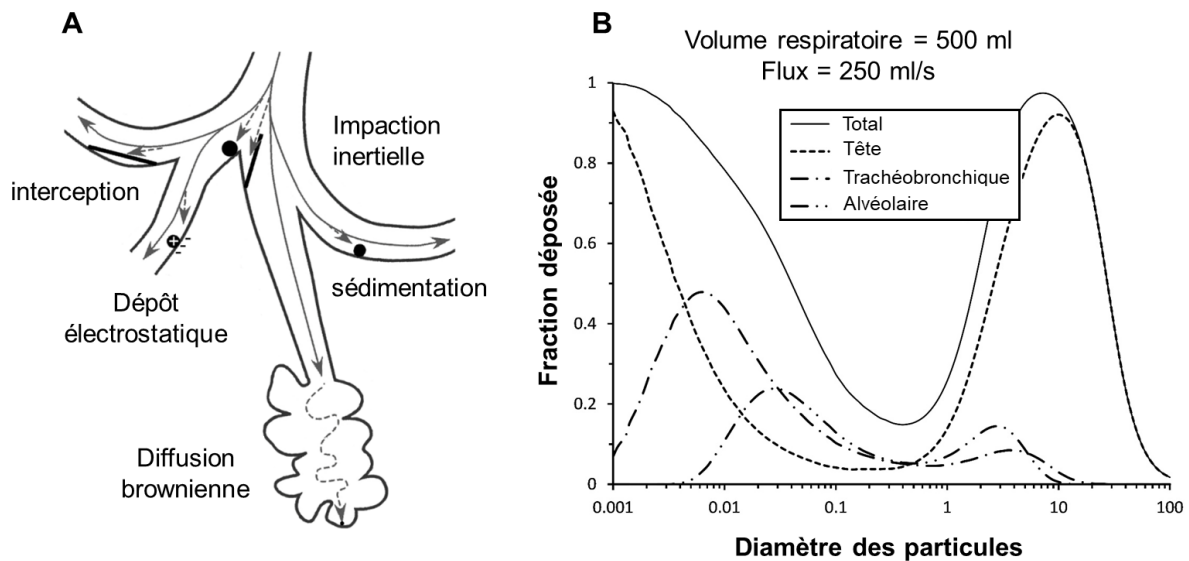 A
Impaction
inertielle
interception
sédimentation
Dépôt
électrostatique
Diffusion
brownienne
B
Volume respiratoire = 500 ml
Flux = 250 ml/s
Total
Tête
Trachéobronchique
Alvéolaire
Fraction déposée
1
0.8
0.6
0.4
0.2
0
0.001
0.01
0.1
1
10
100
Diamètre des particules